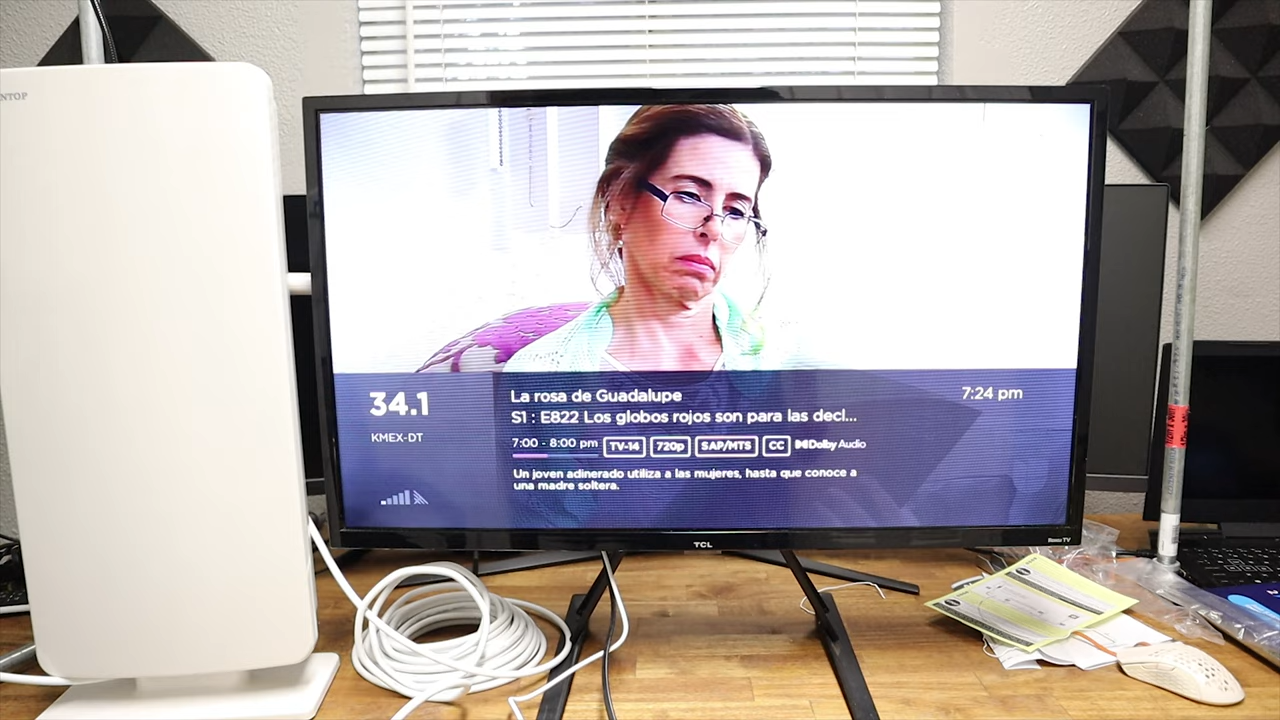 NTOP
34.1
KMEX-DT
La rosa de Guadalupe
7:24 pm
S1 : E822 Los globos rojos son para las decl...
7:00 - 8:00 pm TV-14 720p SAP/MTS CC Dolby Audio
Un joven adinerado utiliza a las mujeres, hasta que conoce a
una madre soltera.
TCL
Roku TV